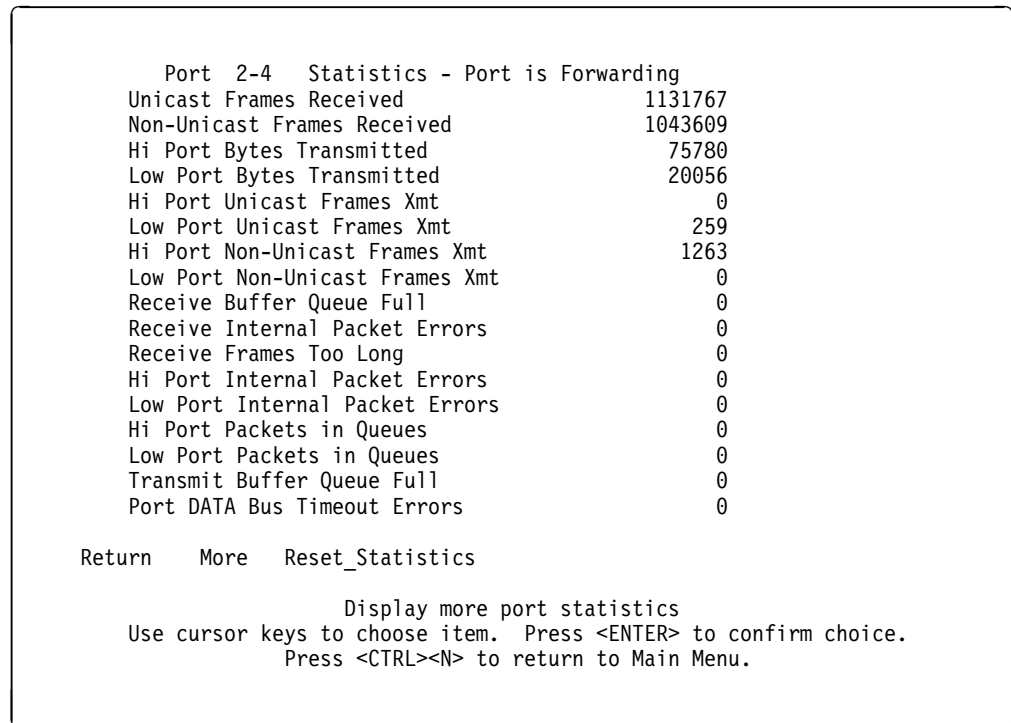 Port 2-4 Statistics - Port is Forwarding
Unicast Frames Received 1131767
Non-Unicast Frames Received 1043609
Hi Port Bytes Transmitted 75780
Low Port Bytes Transmitted 20056
Hi Port Unicast Frames Xmt 0
Low Port Unicast Frames Xmt 259
Hi Port Non-Unicast Frames Xmt 1263
Low Port Non-Unicast Frames Xmt 0
Receive Buffer Queue Full 0
Receive Internal Packet Errors 0
Receive Frames Too Long 0
Hi Port Internal Packet Errors 0
Low Port Internal Packet Errors 0
Hi Port Packets in Queues 0
Low Port Packets in Queues 0
Transmit Buffer Queue Full 0
Port DATA Bus Timeout Errors 0
Return More Reset_Statistics
Display more port statistics
Use cursor keys to choose item. Press <ENTER> to confirm choice.
Press <CTRL><N> to return to Main Menu.